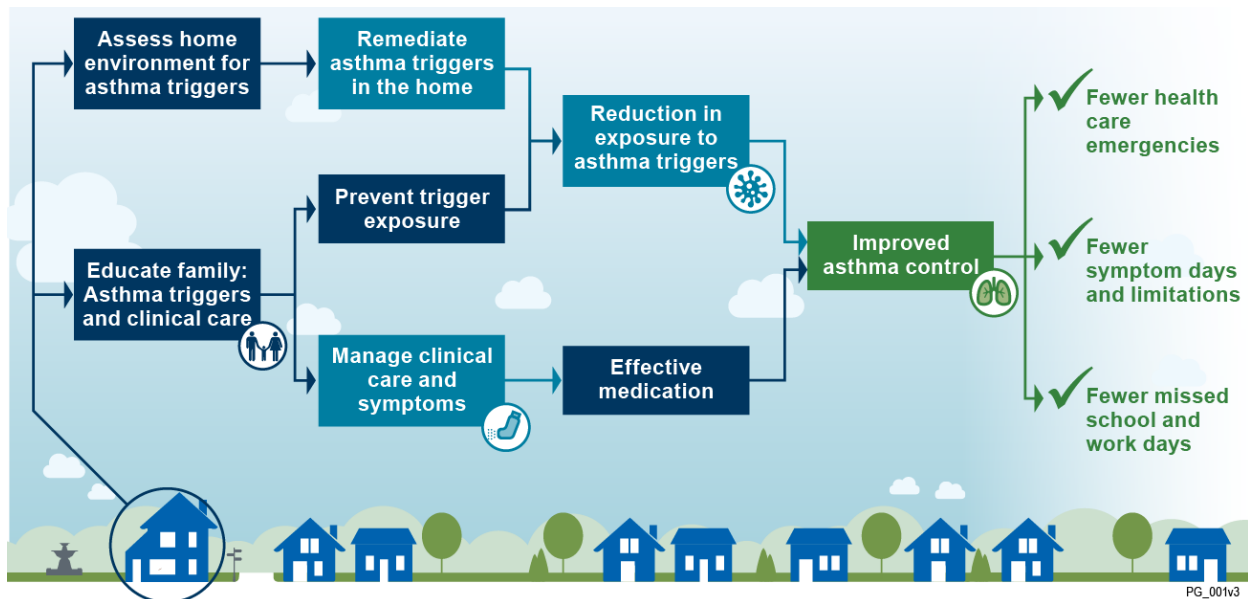 Assess home
environment for
asthma triggers
Remediate
asthma triggers
in the home
Reduction in
exposure to
asthma triggers
Prevent trigger
exposure
Educate family:
Asthma triggers
and clinical care
Manage clinical
care and
symptoms
Effective
medication
Improved
asthma control
Fewer health
care
emergencies
Fewer
symptom days
and limitations
Fewer missed
school and
work days
PG_001v3